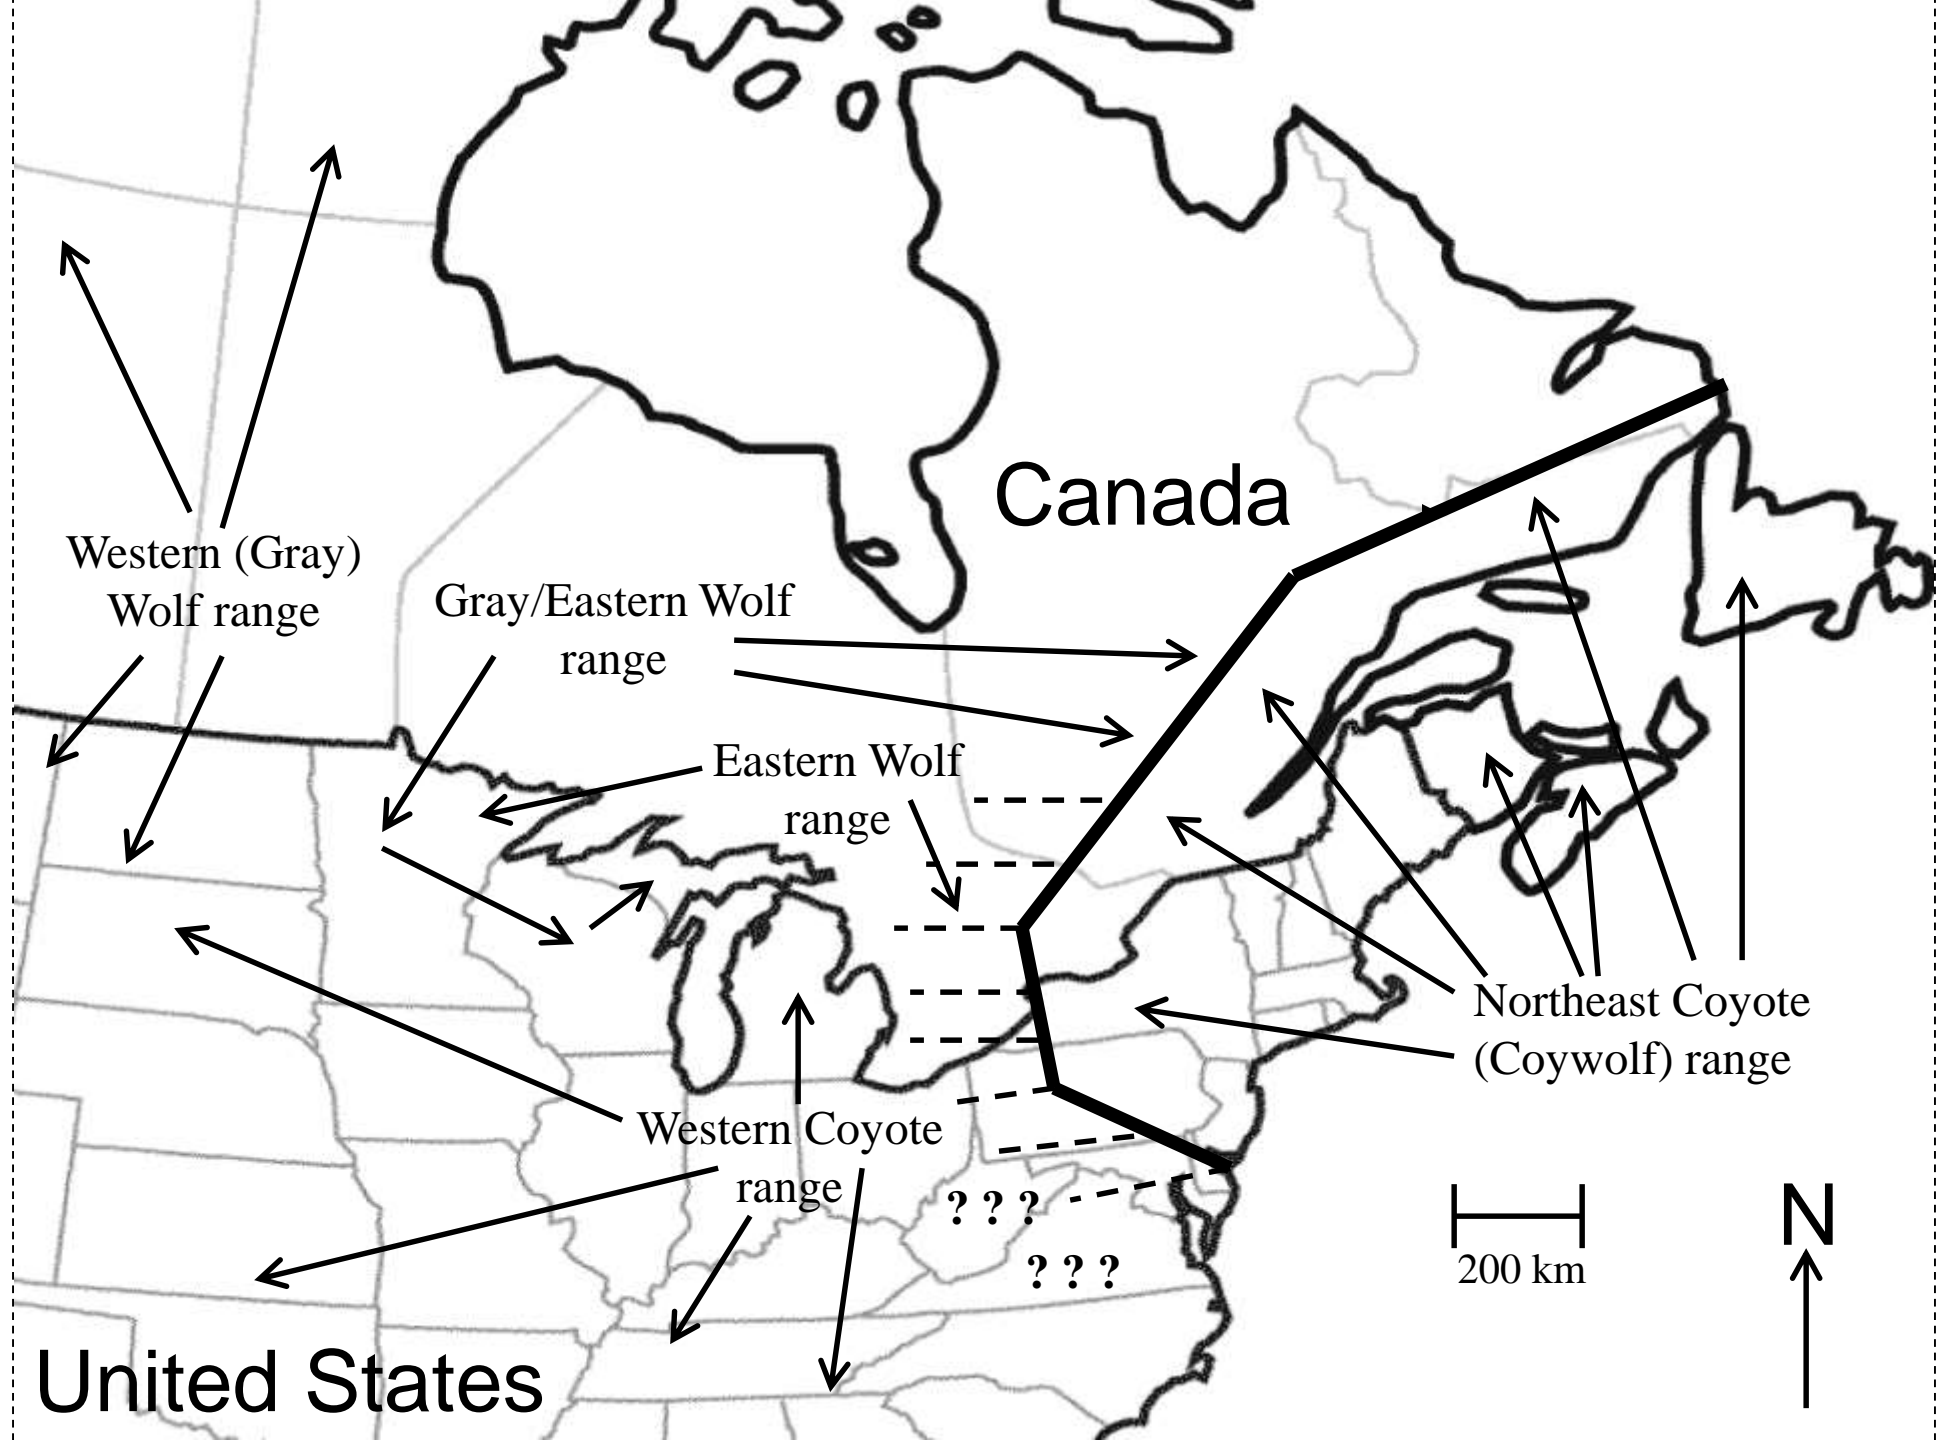 Canada
Western (Gray)
Wolf range
Gray/Eastern Wolf
range
Eastern Wolf
range
Northeast Coyote
(Coywolf) range
Western Coyote
range
? ? ?
? ? ?
200 km
N
United States